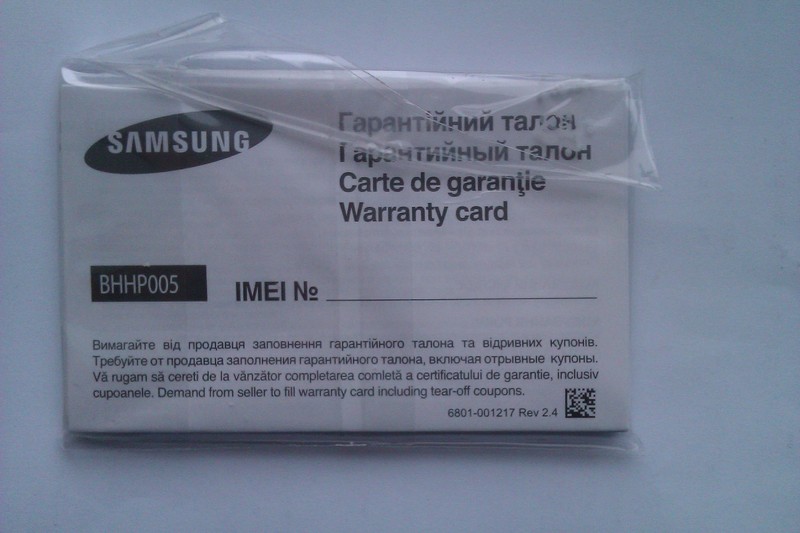 SAMSUNG
Гарантійний талон
Гарантийный талон
Carte de garanţie
Warranty card
BHHP005
IMEI №
Вимагайте від продавця заповнення гарантійного талона та відривних купонів.
Требуйте от продавца заполнения гарантийного талона, включая отрывные купоны.
Vă rugam să cereti de la vănzător completarea comletă a certificatului de garantie, inclusiv
cupoanele. Demand from seller to fill warranty card including tear-off coupons.
6801-001217 Rev 2.4